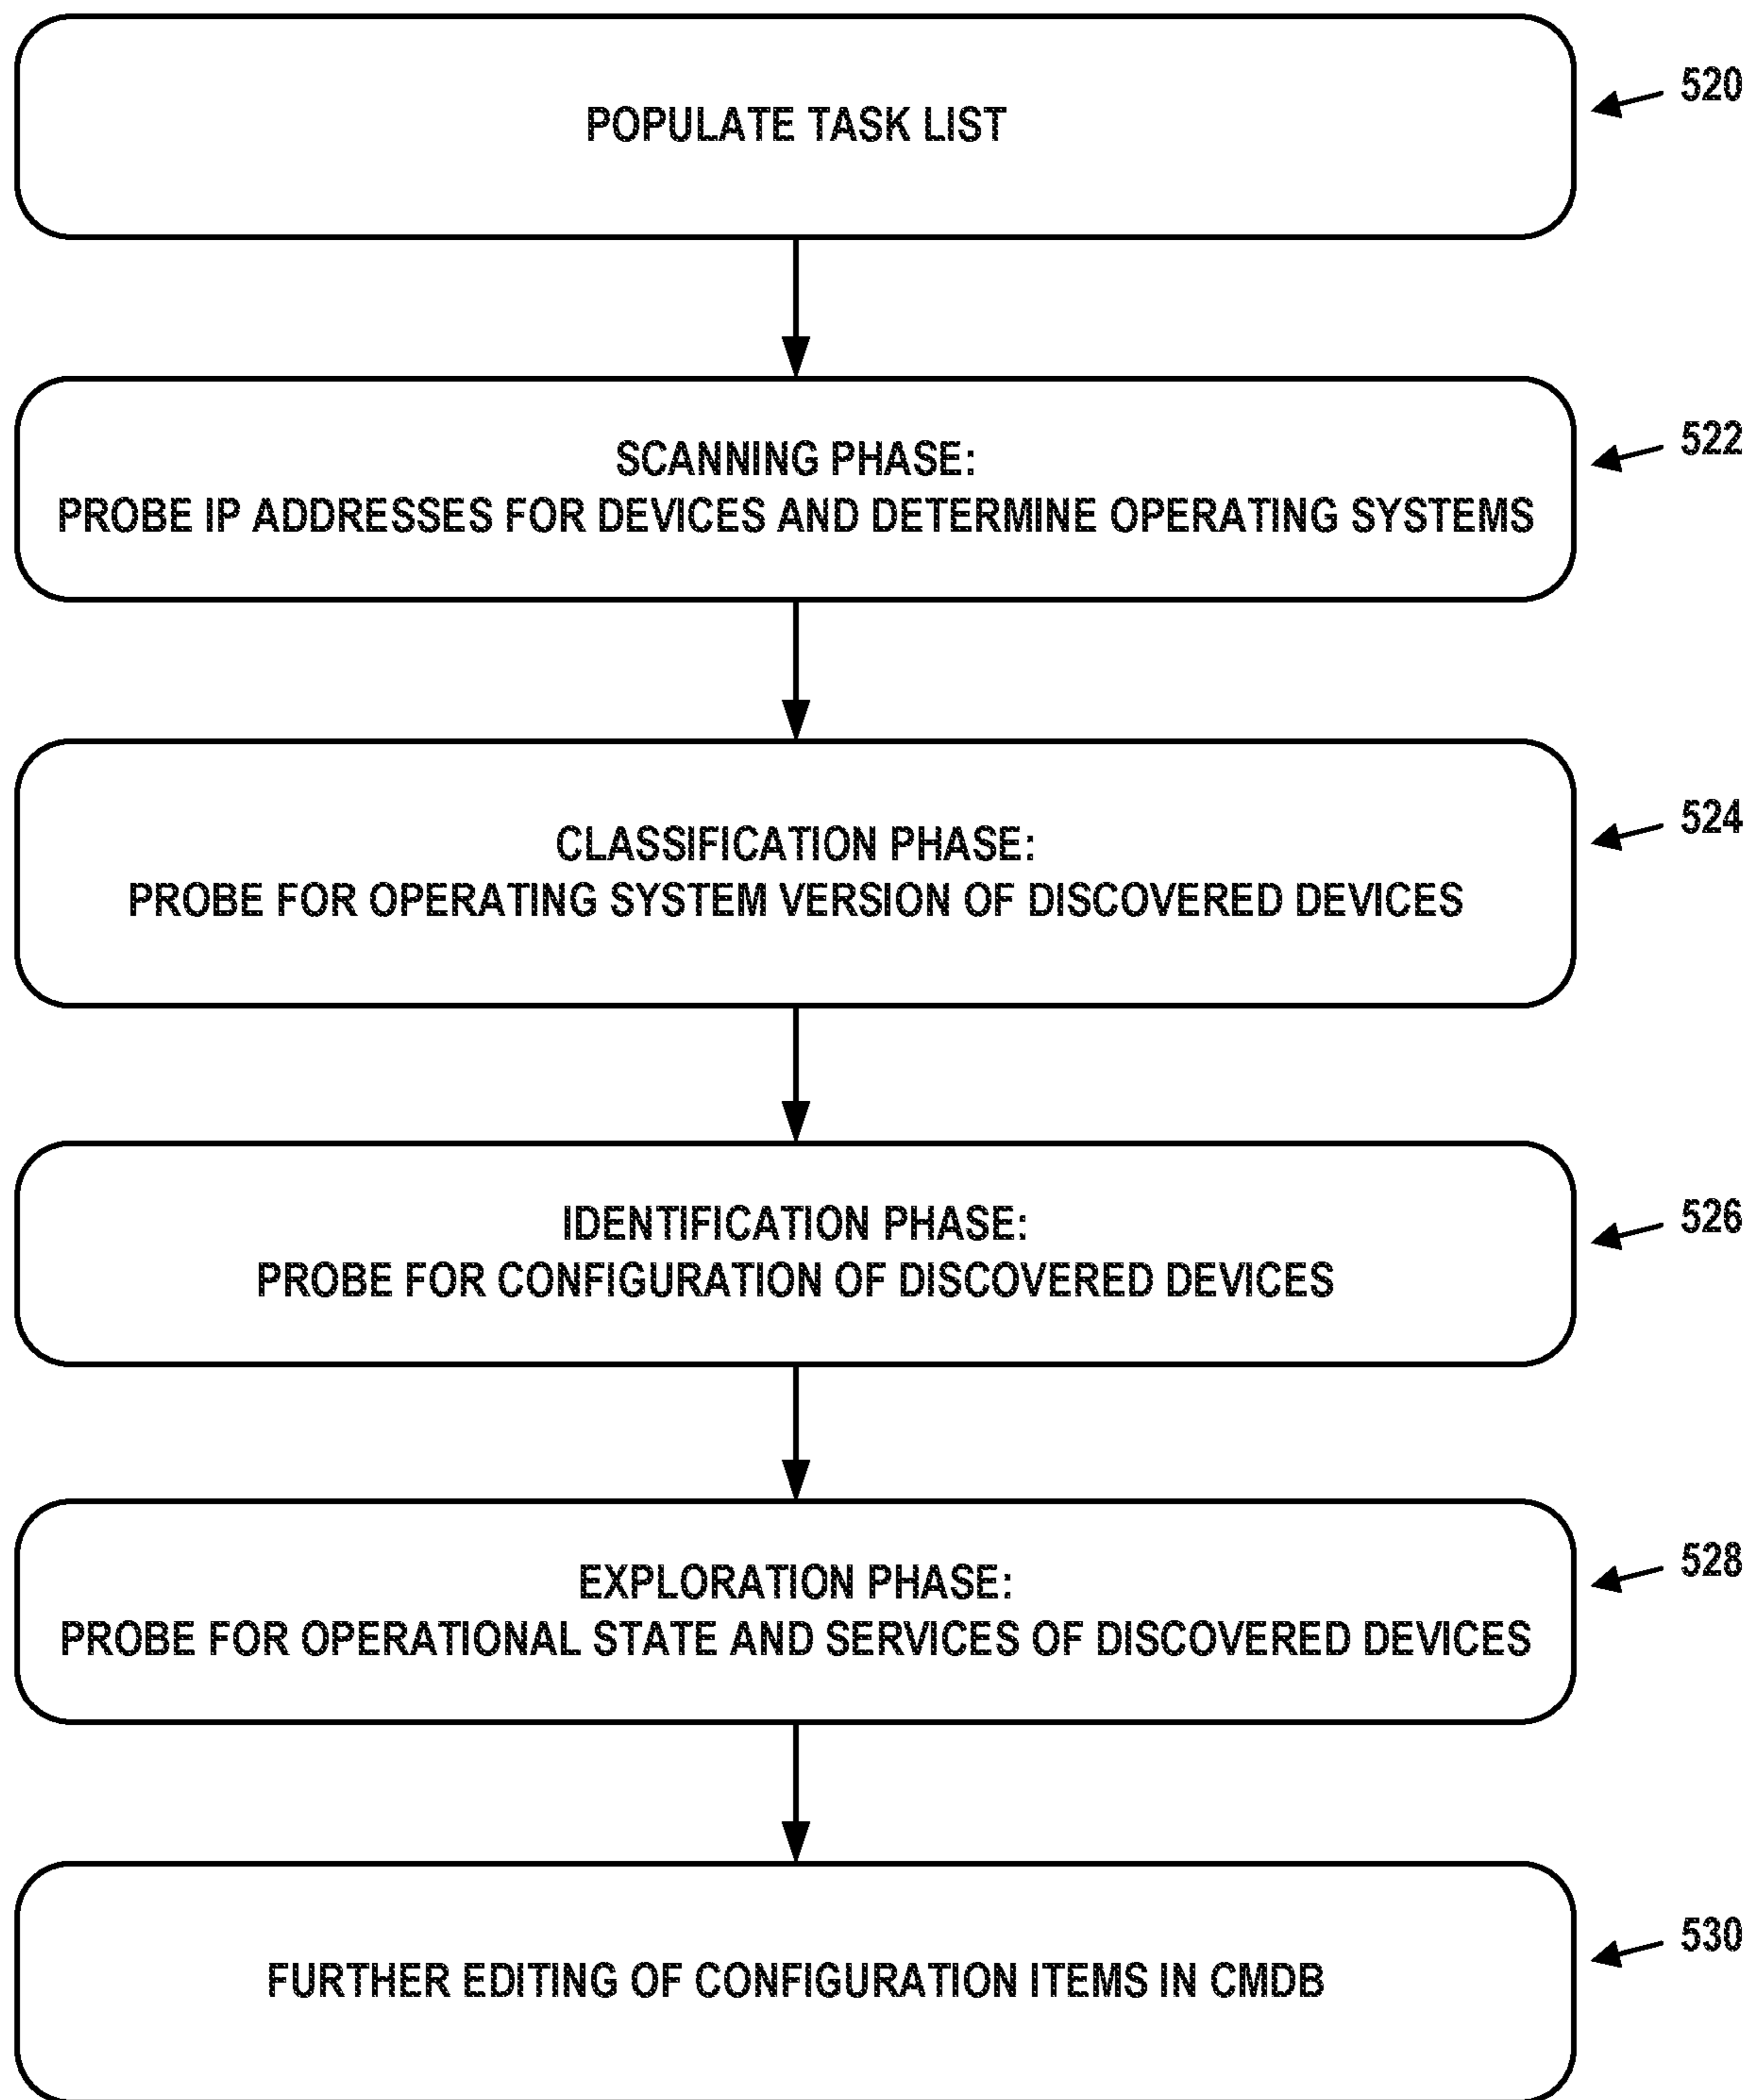 POPULATE TASK LIST
520
SCANNING PHASE:
PROBE IP ADDRESSES FOR DEVICES AND DETERMINE OPERATING SYSTEMS
522
CLASSIFICATION PHASE:
PROBE FOR OPERATING SYSTEM VERSION OF DISCOVERED DEVICES
524
IDENTIFICATION PHASE:
PROBE FOR CONFIGURATION OF DISCOVERED DEVICES
526
EXPLORATION PHASE:
PROBE FOR OPERATIONAL STATE AND SERVICES OF DISCOVERED DEVICES
528
FURTHER EDITING OF CONFIGURATION ITEMS IN CMDB
530